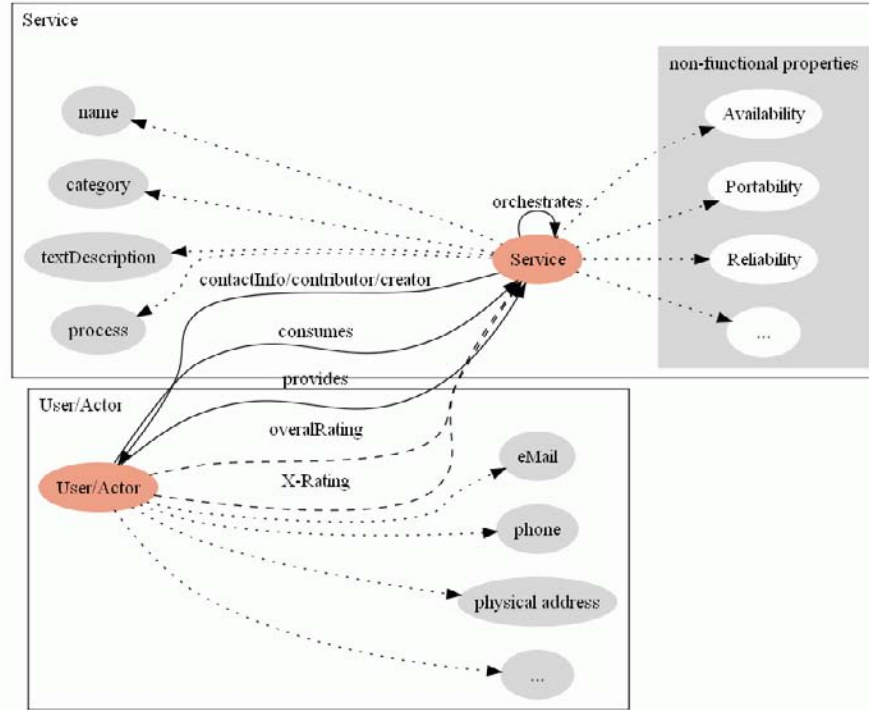 Service
non-functional properties
name
Availability
category
Portability
orchestrates
textDescription
Service
Reliability
contactInfo/contributor/creator
process
consumes
...
provides
User/Actor
overalRating
eMail
User/Actor
X-Rating
phone
physical address
...